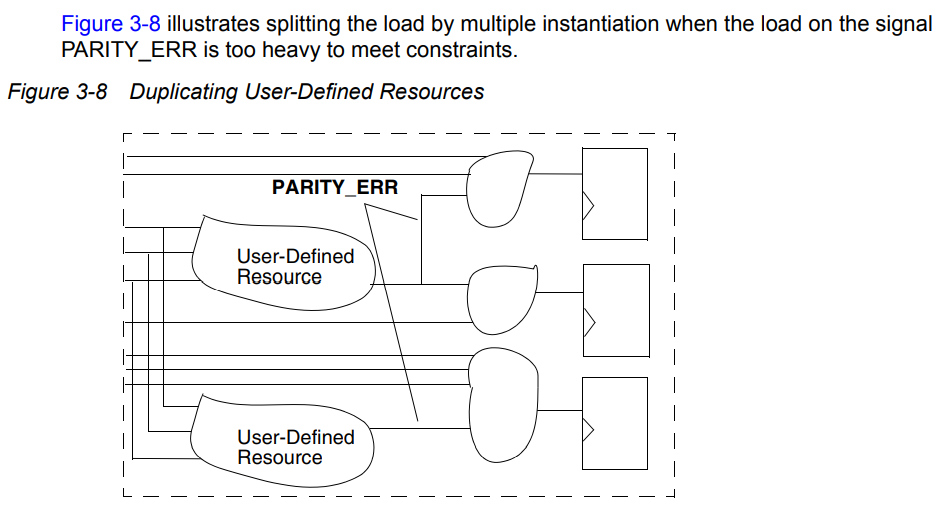 Figure 3-8 illustrates splitting the load by multiple instantiation when the load on the signal
PARITY_ERR is too heavy to meet constraints.
Figure 3-8 Duplicating User-Defined Resources
PARITY_ERR
User-Defined
Resource
User-Defined
Resource